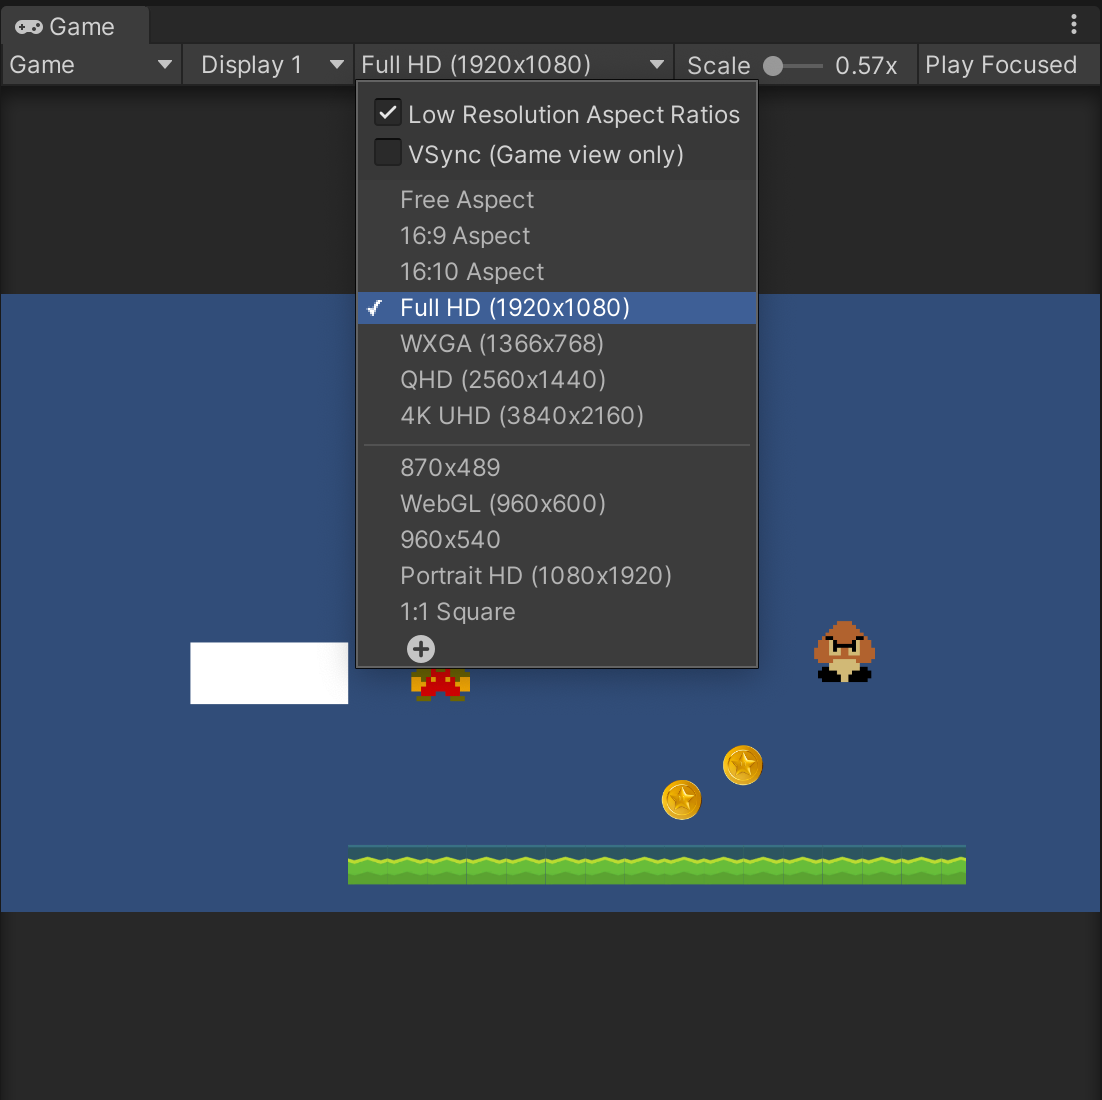 Game
Game Display 1 Full HD (1920x1080) Scale 0.57x Play Focused
Low Resolution Aspect Ratios
VSync (Game view only)
Free Aspect
16:9 Aspect
16:10 Aspect
Full HD (1920x1080)
WXGA (1366x768)
QHD (2560x1440)
4K UHD (3840x2160)
870x489
WebGL (960x600)
960x540
Portrait HD (1080x1920)
1:1 Square